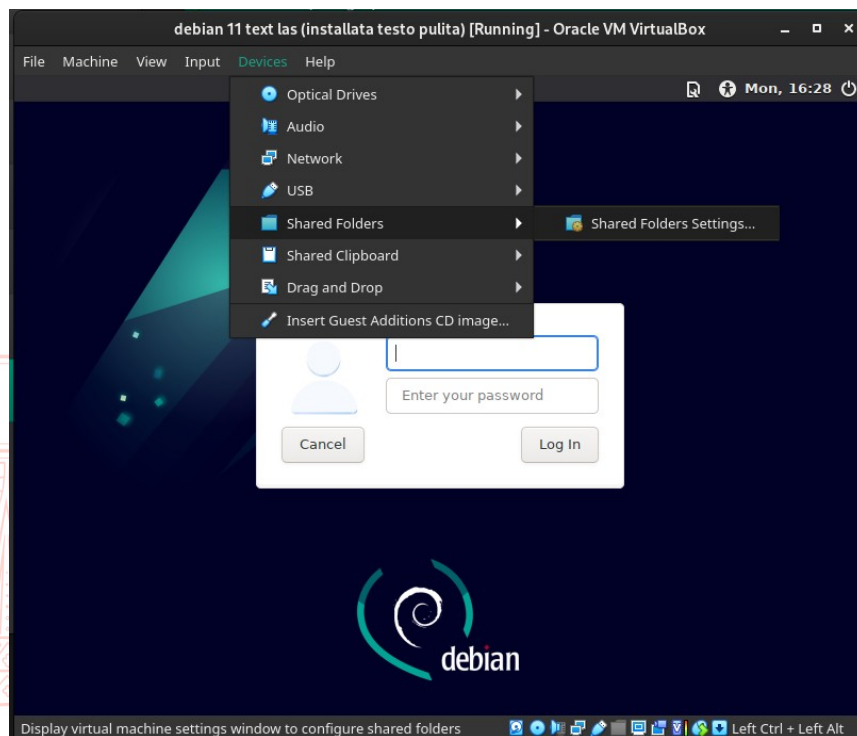 debian 11 text las (installata testo pulita) [Running] - Oracle VM VirtualBox
File Machine View Input Devices Help
Mon, 16:28
Optical Drives
Audio
Network
USB
Shared Folders
Shared Folders Settings...
Shared Clipboard
Drag and Drop
Insert Guest Additions CD image...
Enter your password
Cancel Log In
debian
Display virtual machine settings window to configure shared folders Left Ctrl + Left Alt